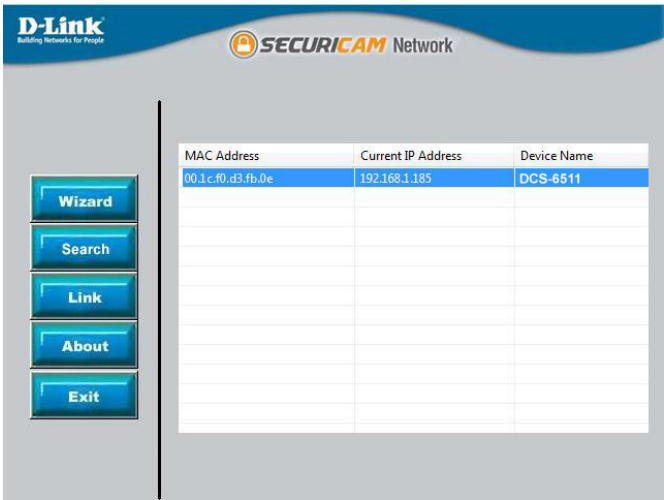 D-Link
Building Networks for People
SECURICAM Network
MAC Address Current IP Address Device Name
00.1c.f0.d3.fb.0e 192.168.1.185 DCS-6511
Wizard
Search
Link
About
Exit